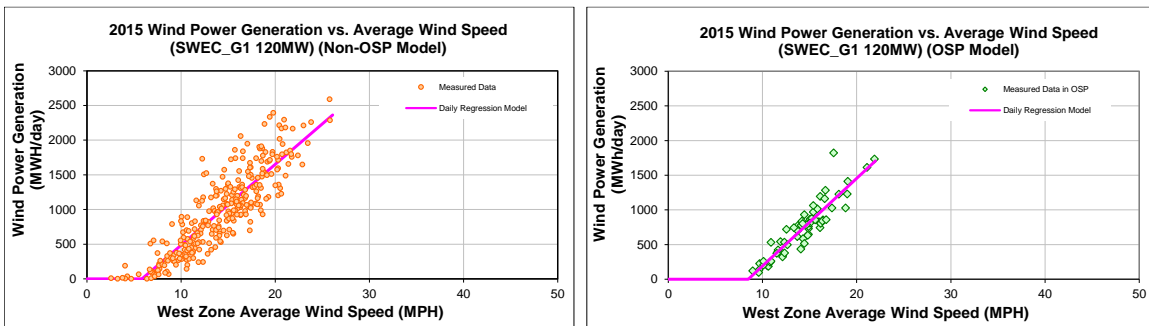 2015 Wind Power Generation vs. Average Wind Speed
(SWEC_G1 120MW) (Non-OSP Model)
Wind Power Generation
(MWH/day)
3000
2500
2000
1500
1000
500
0
0 10 20 30 40 50
West Zone Average Wind Speed (MPH)
Measured Data
Daily Regression Model
2015 Wind Power Generation vs. Average Wind Speed
(SWEC_G1 120MW) (OSP Model)
Wind Power Generation
(MWh/day)
3000
2500
2000
1500
1000
500
0
0 10 20 30 40 50
West Zone Average Wind Speed (MPH)
Measured Data in OSP
Daily Regression Model